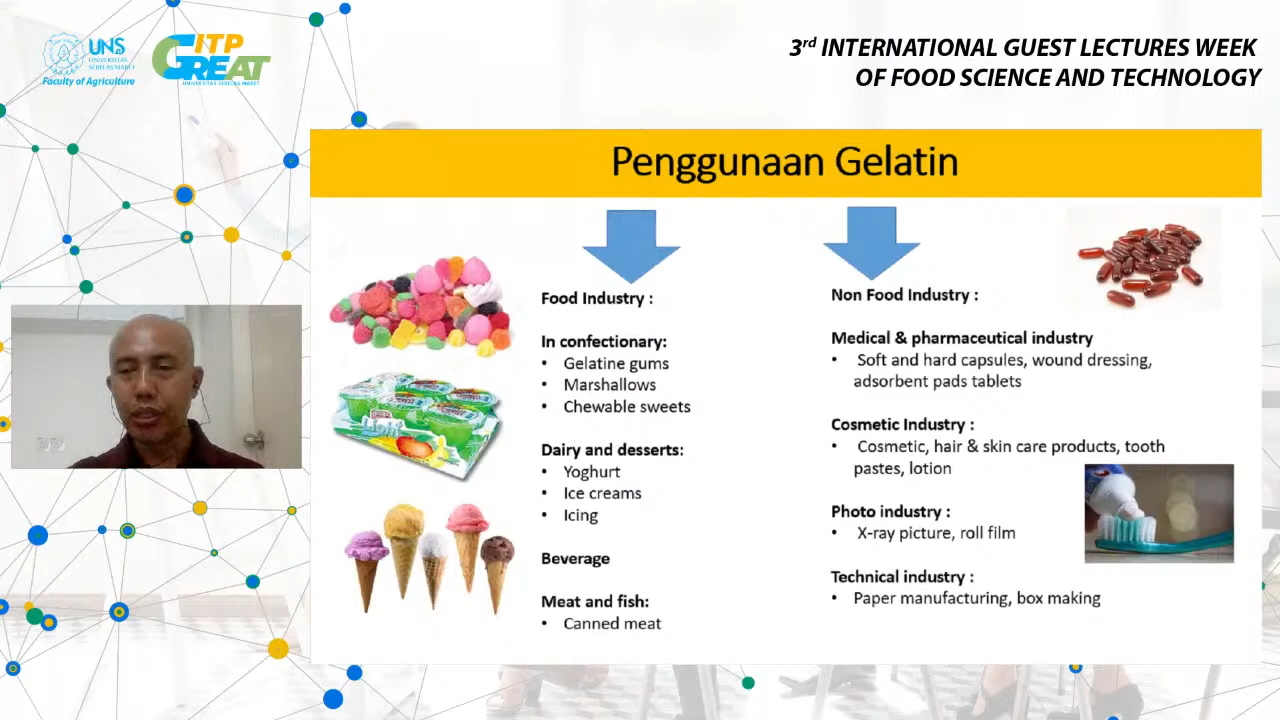 UNS
UNIVERSITAS
SEBELAS MARET
Faculty of Agriculture
ITP
GREAT
UNIVERSITAS SEBELAS MARET
3rd INTERNATIONAL GUEST LECTURES WEEK
OF FOOD SCIENCE AND TECHNOLOGY
Penggunaan Gelatin
Food Industry :
In confectionary:
• Gelatine gums
• Marshallows
• Chewable sweets
Dairy and desserts:
• Yoghurt
• Ice creams
• Icing
Beverage
Meat and fish:
• Canned meat
Non Food Industry :
Medical & pharmaceutical industry
• Soft and hard capsules, wound dressing,
adsorbent pads tablets
Cosmetic Industry :
• Cosmetic, hair & skin care products, tooth
pastes, lotion
Photo industry :
• X-ray picture, roll film
Technical industry :
• Paper manufacturing, box making
Light